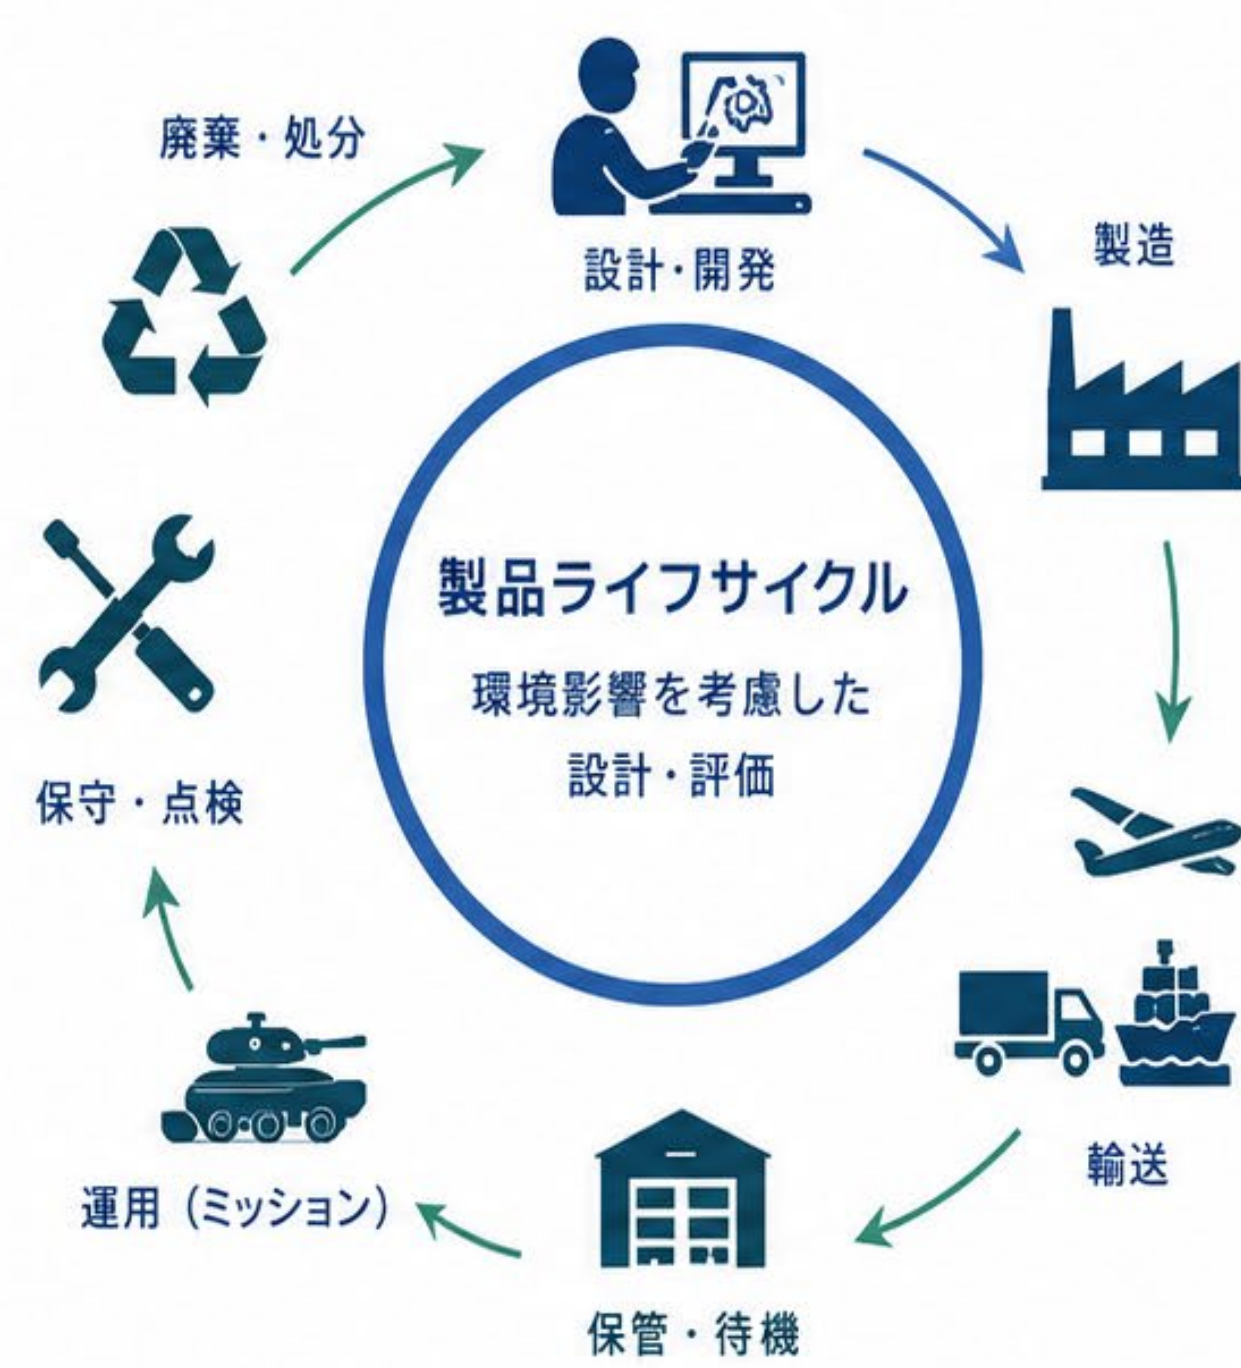 廃棄・処分
設計・開発
製造
製品ライフサイクル
環境影響を考慮した
設計・評価
保守・点検
輸送
運用（ミッション）
保管・待機